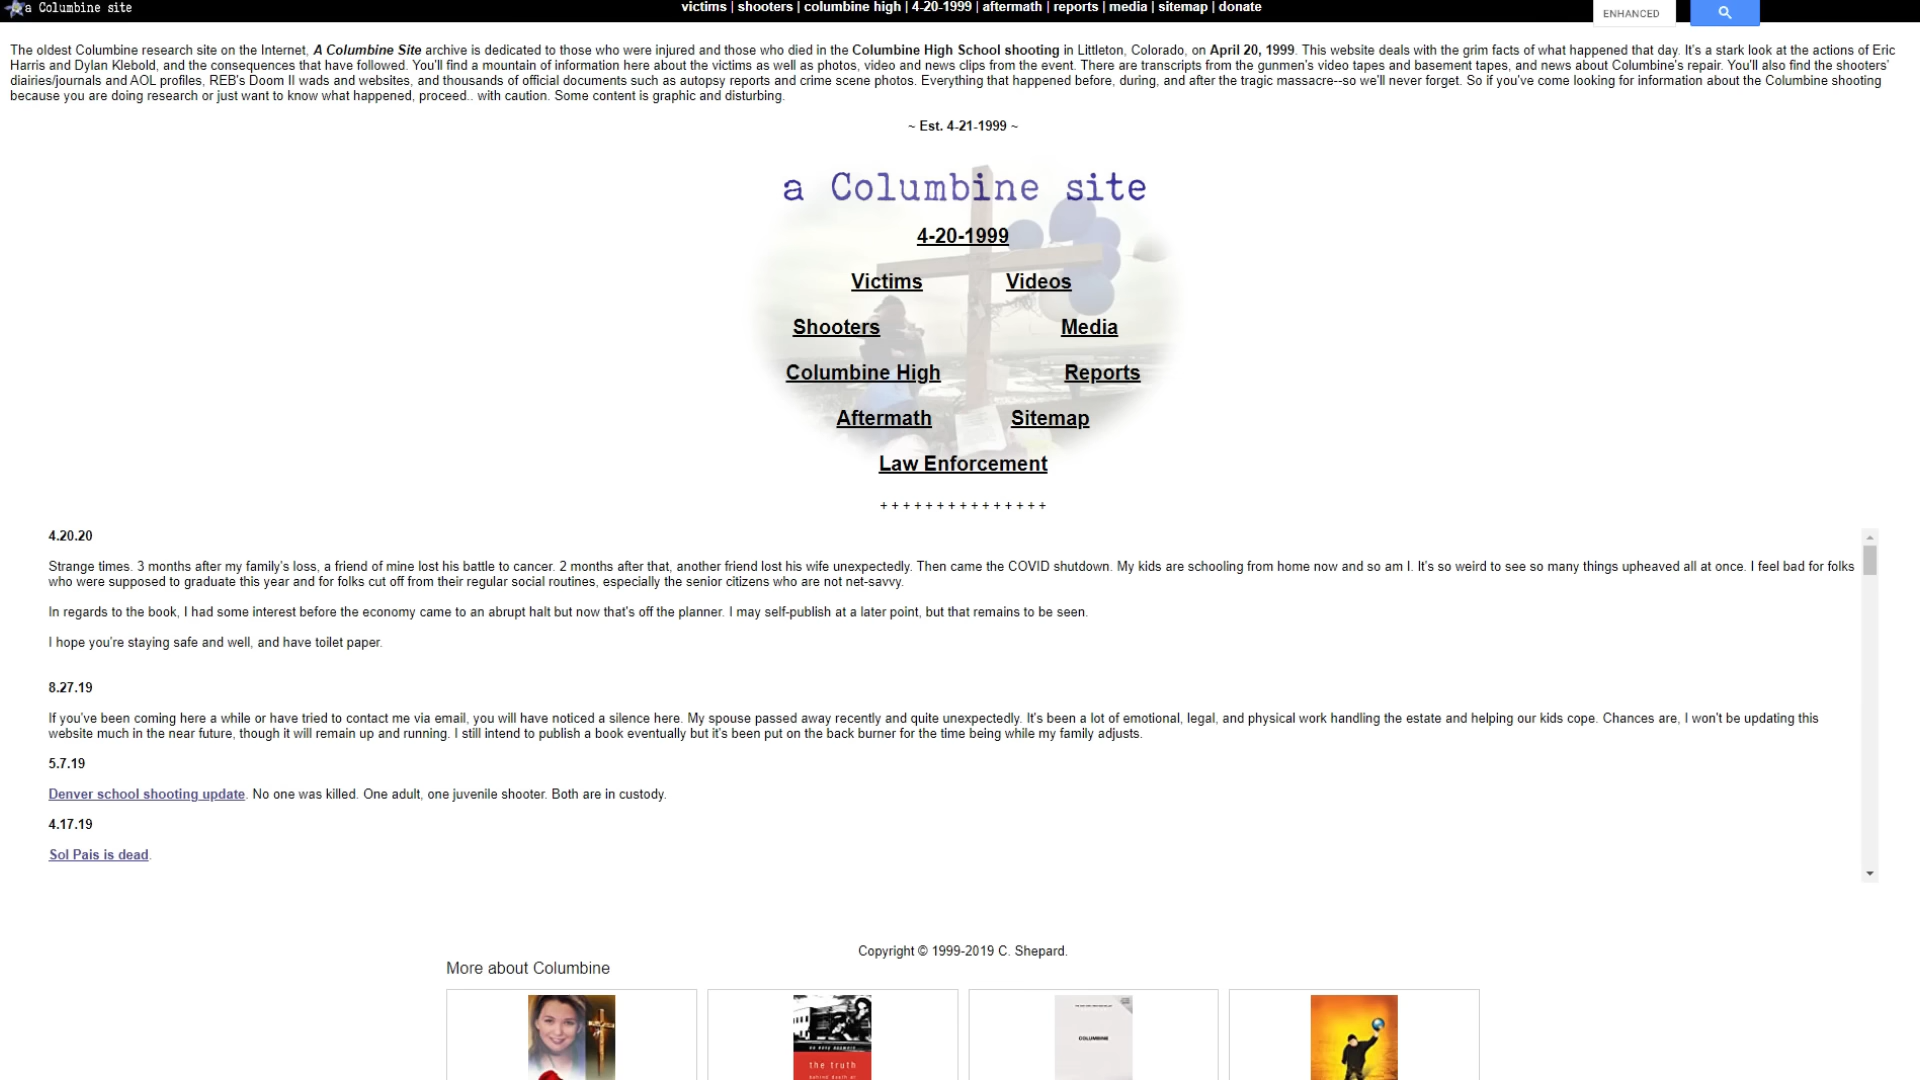 a Columbine site
victims | shooters | columbine high | 4-20-1999 | aftermath | reports | media | sitemap | donate
ENHANCED
The oldest Columbine research site on the Internet, A Columbine Site archive is dedicated to those who were injured and those who died in the Columbine High School shooting in Littleton, Colorado, on April 20, 1999. This website deals with the grim facts of what happened that day. It's a stark look at the actions of Eric
Harris and Dylan Klebold, and the consequences that have followed. You'll find a mountain of information here about the victims as well as photos, video and news clips from the event. There are transcripts from the gunmen's video tapes and basement tapes, and news about Columbine's repair. You'll also find the shooters'
diairies/journals and AOL profiles, REB's Doom II wads and websites, and thousands of official documents such as autopsy reports and crime scene photos. Everything that happened before, during, and after the tragic massacre--so we'll never forget. So if you've come looking for information about the Columbine shooting
because you are doing research or just want to know what happened, proceed.. with caution. Some content is graphic and disturbing.
~ Est. 4-21-1999 ~
a Columbine site
4-20-1999
Victims Videos
Shooters Media
Columbine High Reports
Aftermath Sitemap
Law Enforcement
+ + + + + + + + + + + + + + +
4.20.20
Strange times. 3 months after my family's loss, a friend of mine lost his battle to cancer. 2 months after that, another friend lost his wife unexpectedly. Then came the COVID shutdown. My kids are schooling from home now and so am I. It's so weird to see so many things upheaved all at once. I feel bad for folks
who were supposed to graduate this year and for folks cut off from their regular social routines, especially the senior citizens who are not net-savvy.
In regards to the book, I had some interest before the economy came to an abrupt halt but now that's off the planner. I may self-publish at a later point, but that remains to be seen.
I hope you're staying safe and well, and have toilet paper.
8.27.19
If you've been coming here a while or have tried to contact me via email, you will have noticed a silence here. My spouse passed away recently and quite unexpectedly. It's been a lot of emotional, legal, and physical work handling the estate and helping our kids cope. Chances are, I won't be updating this
website much in the near future, though it will remain up and running. I still intend to publish a book eventually but it's been put on the back burner for the time being while my family adjusts.
5.7.19
Denver school shooting update. No one was killed. One adult, one juvenile shooter. Both are in custody.
4.17.19
Sol Pais is dead.
Copyright © 1999-2019 C. Shepard.
More about Columbine
no easy answers
the truth
COLUMBINE